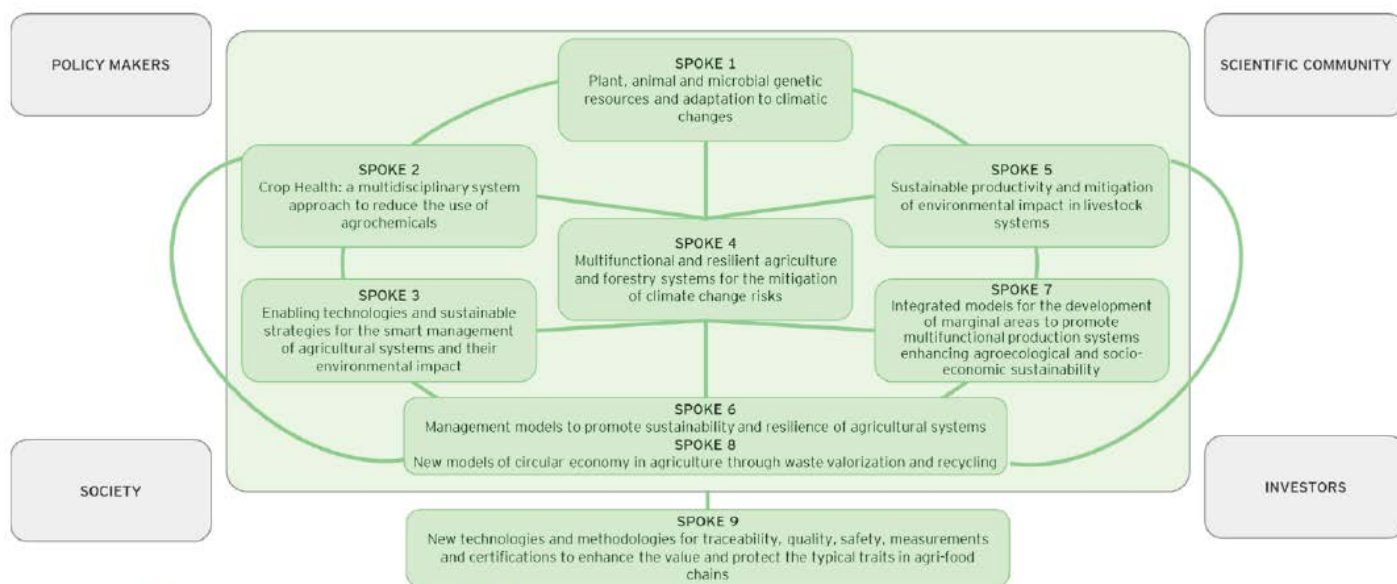 POLICY MAKERS
SCIENTIFIC COMMUNITY
SPOKE 1
Plant, animal and microbial genetic
resources and adaptation to climatic
changes
SPOKE 2
Crop Health: a multidisciplinary system
approach to reduce the use of
agrochemicals
SPOKE 5
Sustainable productivity and mitigation
of environmental impact in livestock
systems
SPOKE 4
Multifunctional and resilient agriculture
and forestry systems for the mitigation
of climate change risks
SPOKE 3
Enabling technologies and sustainable
strategies for the smart management
of agricultural systems and their
environmental impact
SPOKE 7
Integrated models for the development
of marginal areas to promote
multifunctional production systems
enhancing agroecological and socio-
economic sustainability
SPOKE 6
Management models to promote sustainability and resilience of agricultural systems
SPOKE 8
New models of circular economy in agriculture through waste valorization and recycling
SOCIETY
INVESTORS
SPOKE 9
New technologies and methodologies for traceability, quality, safety, measurements
and certifications to enhance the value and protect the typical traits in agri-food
chains